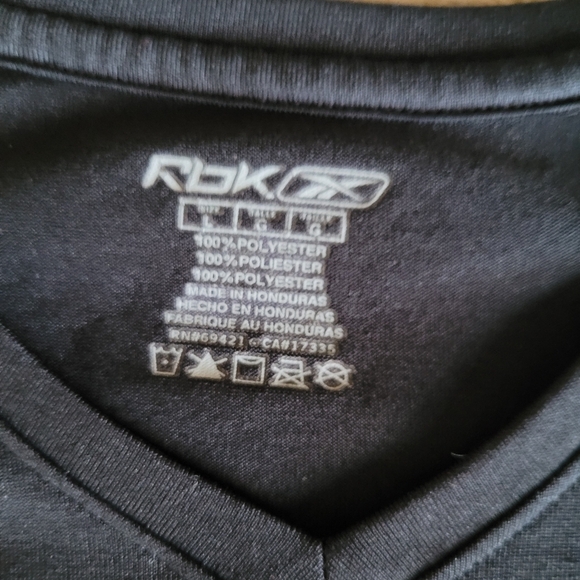 Rbk
L G G
100% POLYESTER
100% POLIESTER
100% POLYESTER
MADE IN HONDURAS
HECHO EN HONDURAS
FABRIQUE AU HONDURAS
RN#69421 CA#17335